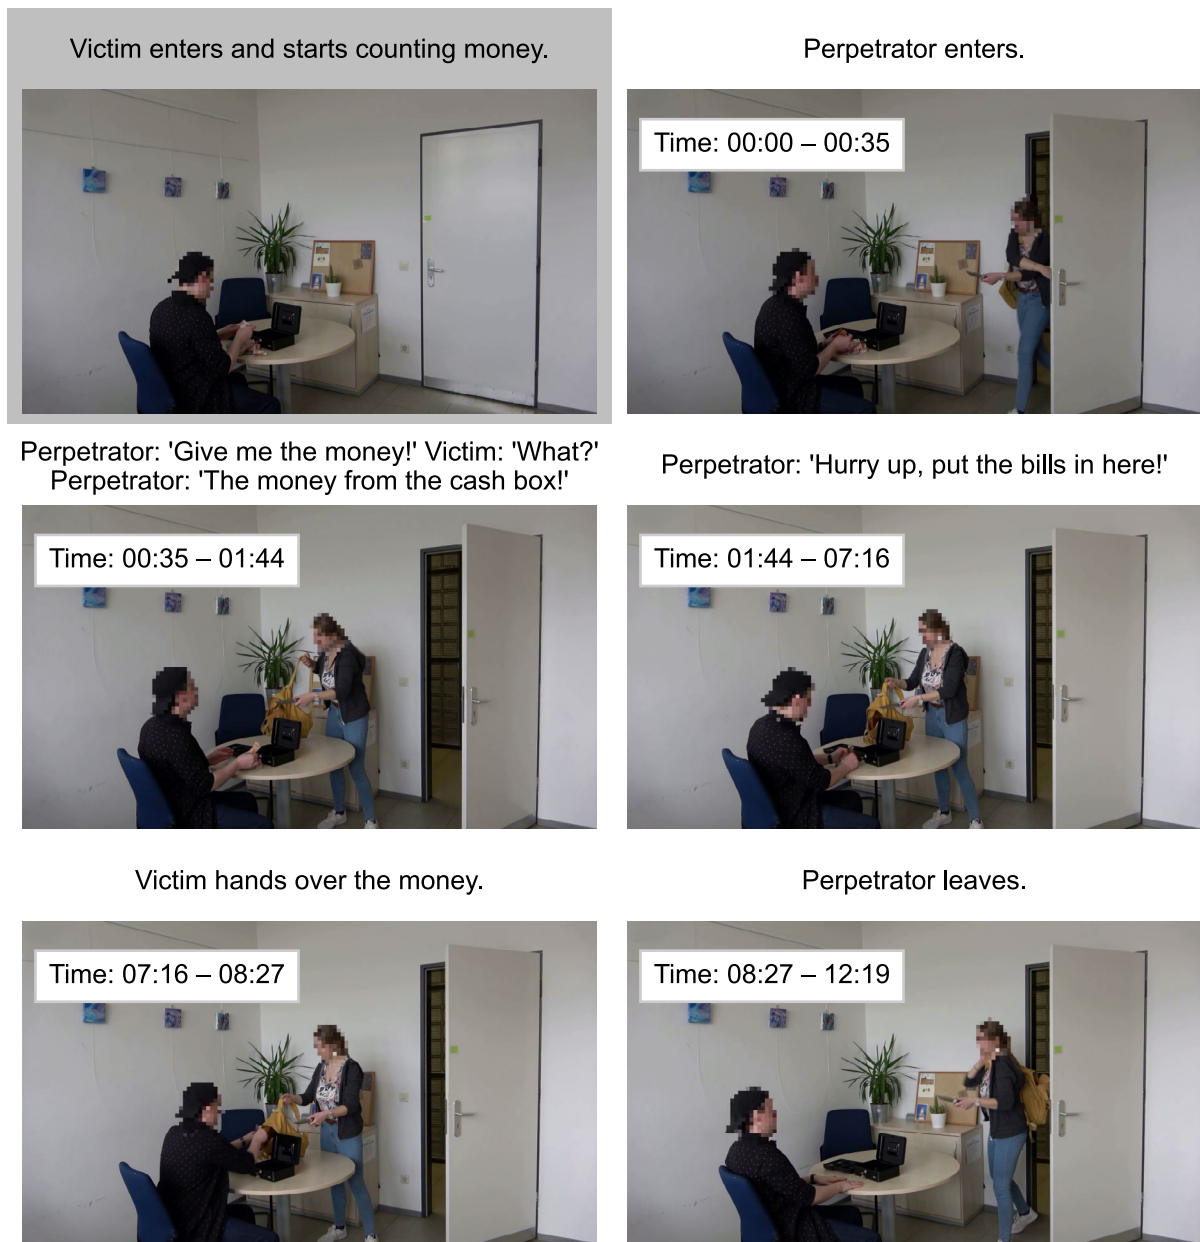 Victim enters and starts counting money.
Perpetrator enters.
Time: 00:00 – 00:35
Perpetrator: 'Give me the money!' Victim: 'What?'
Perpetrator: 'The money from the cash box!'
Perpetrator: 'Hurry up, put the bills in here!'
Time: 00:35 – 01:44
Time: 01:44 – 07:16
Victim hands over the money.
Perpetrator leaves.
Time: 07:16 – 08:27
Time: 08:27 – 12:19